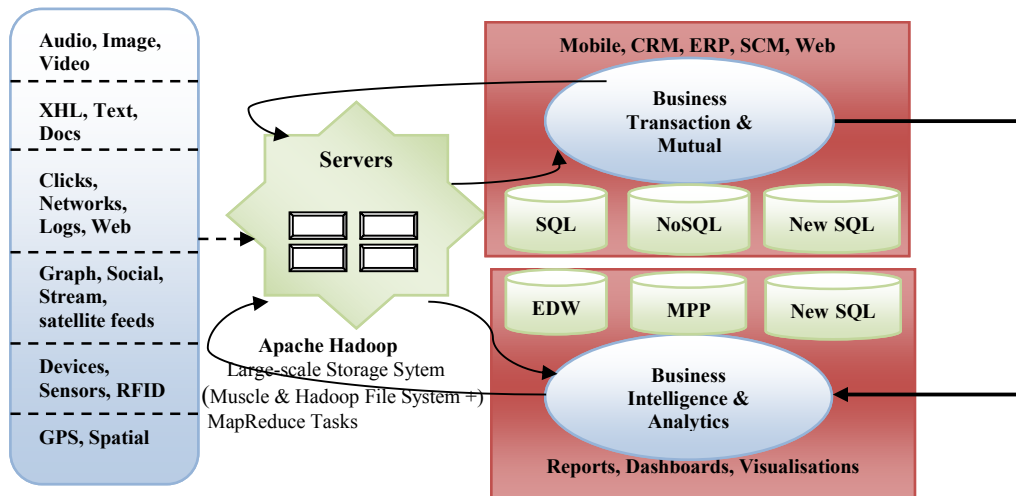 Audio, Image,
Video
XHL, Text,
Docs
Clicks,
Networks,
Logs, Web
Graph, Social,
Stream,
satellite feeds
Devices,
Sensors, RFID
GPS, Spatial
Servers
Apache Hadoop
Large-scale Storage Sytem
(Muscle & Hadoop File System +)
MapReduce Tasks
Mobile, CRM, ERP, SCM, Web
Business
Transaction &
Mutual
SQL
NoSQL
New SQL
EDW
MPP
New SQL
Business
Intelligence &
Analytics
Reports, Dashboards, Visualisations